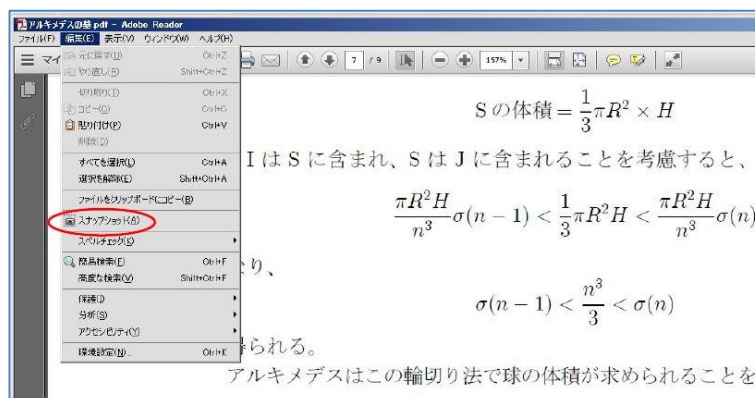 アルキメデスの墓.pdf - Adobe Reader
ファイル(F) 編集(E) 表示(V) ウィンドウ(W) ヘルプ(H)
元に戻す(U) Ctrl+Z
やり直し(R) Shift+Ctrl+Z
切り取り(T) Ctrl+X
コピー(C) Ctrl+C
貼り付け(P) Ctrl+V
削除(D)
すべてを選択(L) Ctrl+A
選択を解除(E) Shift+Ctrl+A
ファイルをクリップボードにコピー(B)
スナップショット(A)
スペルチェック(S)
簡易検索(F) Ctrl+F
高度な検索(V) Shift+Ctrl+F
保護(I)
分析(S)
アクセシビリティ(Y)
環境設定(N)... Ctrl+K
マイ
7 / 9
157%
S の体積 = 1/3 πR² × H
I は S に含まれ、S は J に含まれることを考慮すると、
πR²H/n³ σ(n − 1) < 1/3 πR²H < πR²H/n³ σ(n)
なり、
σ(n − 1) < n³/3 < σ(n)
られる。
アルキメデスはこの輪切り法で球の体積が求められることを